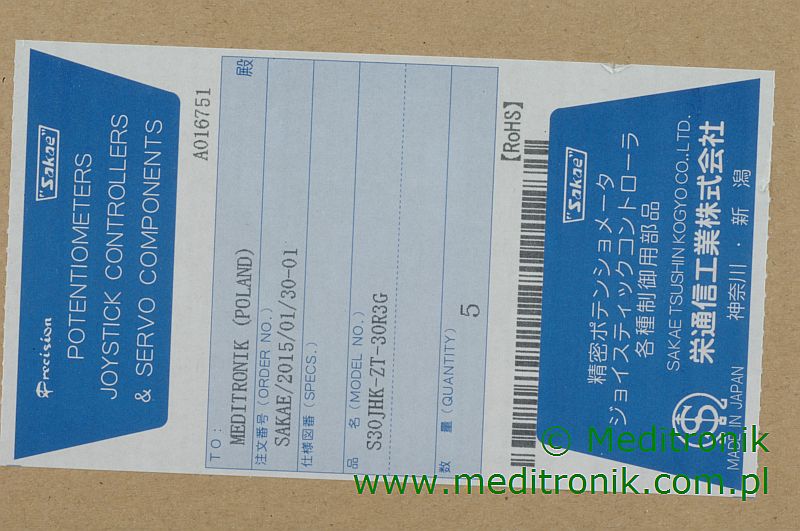 Precision "Sakae"
POTENTIOMETERS
JOYSTICK CONTROLLERS
& SERVO COMPONENTS
A016751
TO: 殿
MEDITRONIK (POLAND)
注文番号 (ORDER NO.)
SAKAE/2015/01/30-01
仕様図番 (SPECS.)
品 名 (MODEL NO.)
S30JHK-ZT-30R3G
数 量 (QUANTITY)
5
【RoHS】
"Sakae"
精密ポテンショメータ
ジョイスティックコントローラ
各種制御用部品
SAKAE TSUSHIN KOGYO CO.,LTD.
栄通信工業株式会社
MADE IN JAPAN 神奈川・新潟
© Meditronik
www.meditronik.com.pl